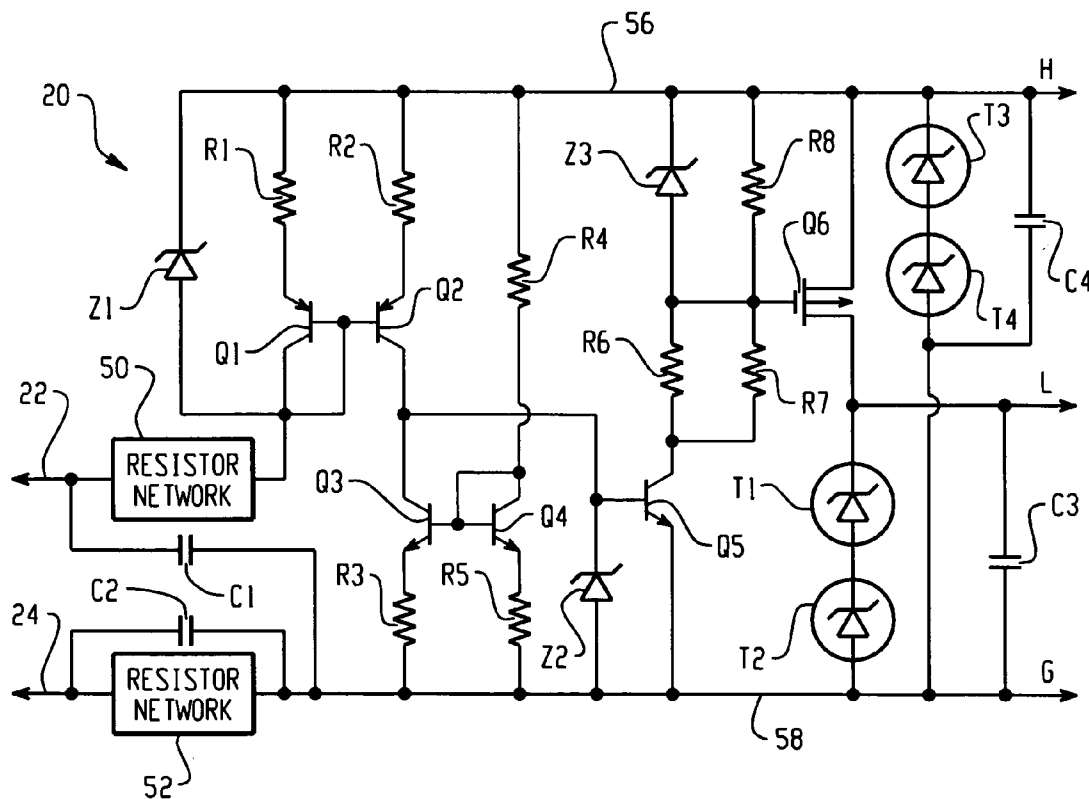 56
H
20
T3
R1
R2
Z3
R8
Q6
R4
C4
Z1
Q2
T4
Q1
R6
50
L
22
R7
RESISTOR
NETWORK
Q3
T1
Q4
Q5
C3
R3
R5
C2
C1
24
Z2
T2
RESISTOR
NETWORK
G
58
52